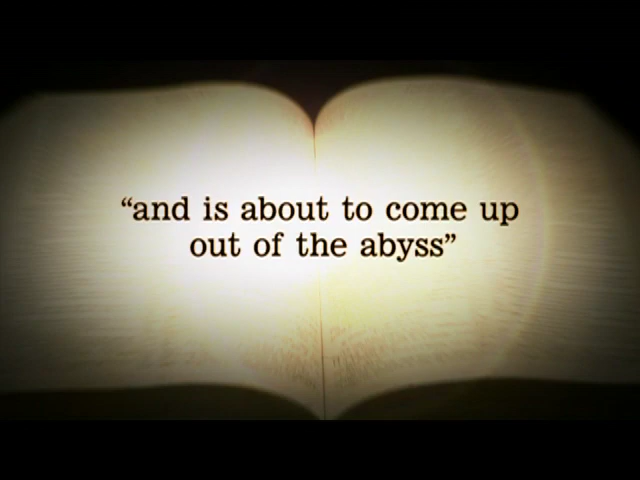 “and is about to come up
out of the abyss”